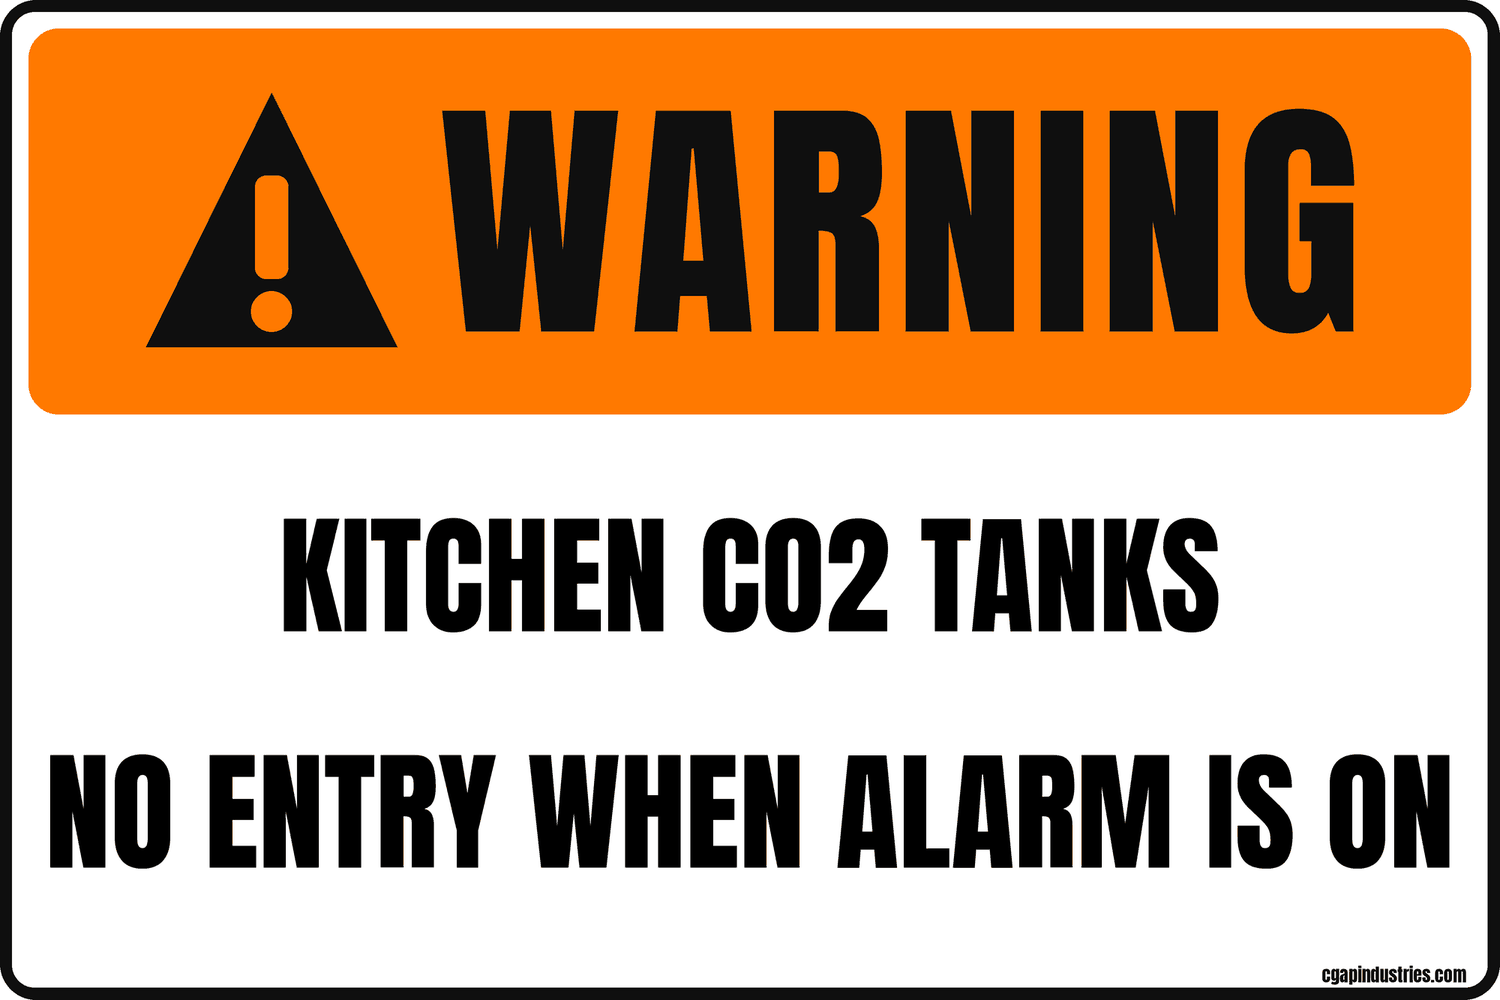 WARNING
KITCHEN CO2 TANKS
NO ENTRY WHEN ALARM IS ON
cgapindustries.com